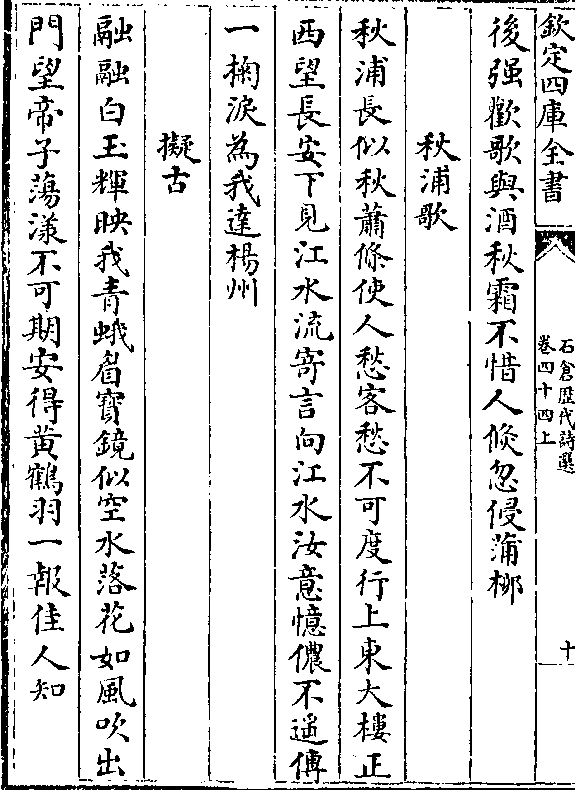 欽定四庫全書
石倉歴代詩選
卷四十四上
十
後强歡歌與酒秋霜不惜人倐忽侵蒲栁
秋浦歌
秋浦長似秋蕭條使人愁客愁不可度行上東大樓正
西望長安下見江水流寄言向江水汝意憶儂不遥傳
一掬淚為我達楊州
擬古
融融白玉輝映我青蛾眉寳鏡似空水落花如風吹出
門望帝子蕩漾不可期安得黄鶴羽一報佳人知